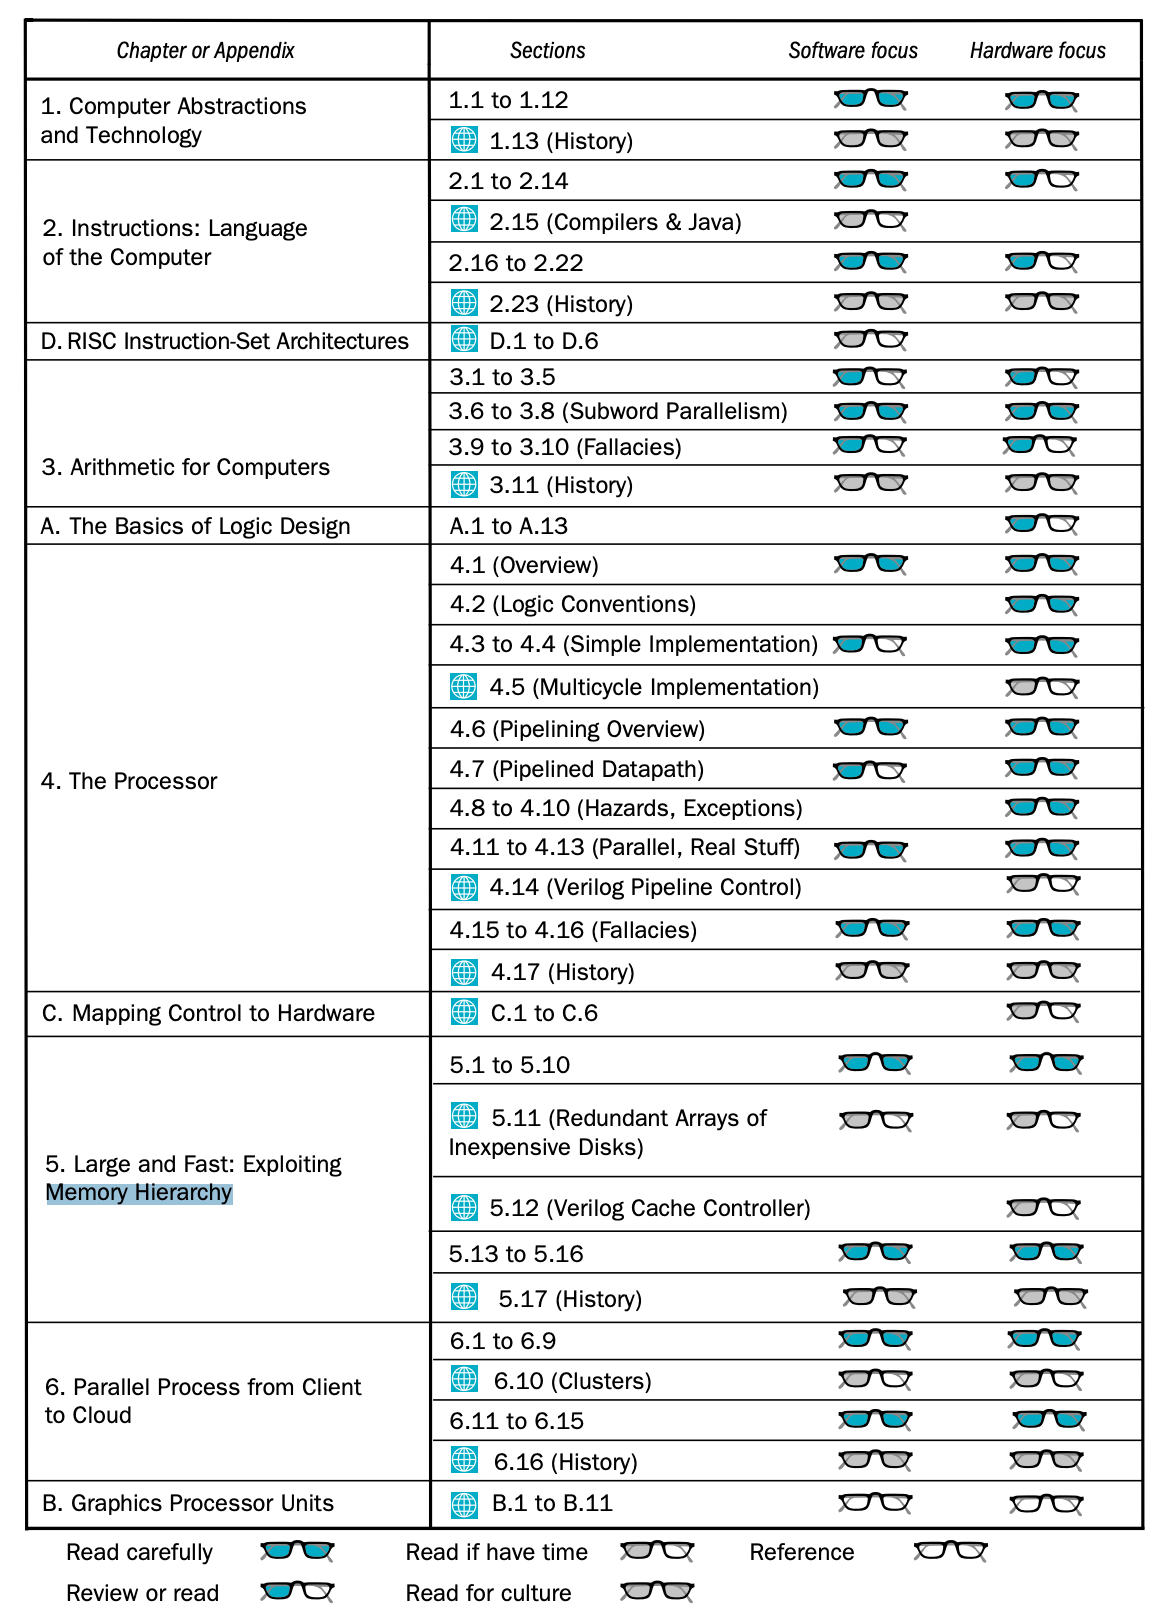 Chapter or Appendix Sections Software focus Hardware focus
1. Computer Abstractions
and Technology
1.1 to 1.12
1.13 (History)
2. Instructions: Language
of the Computer
2.1 to 2.14
2.15 (Compilers & Java)
2.16 to 2.22
2.23 (History)
D. RISC Instruction-Set Architectures
D.1 to D.6
3. Arithmetic for Computers
3.1 to 3.5
3.6 to 3.8 (Subword Parallelism)
3.9 to 3.10 (Fallacies)
3.11 (History)
A. The Basics of Logic Design
A.1 to A.13
4. The Processor
4.1 (Overview)
4.2 (Logic Conventions)
4.3 to 4.4 (Simple Implementation)
4.5 (Multicycle Implementation)
4.6 (Pipelining Overview)
4.7 (Pipelined Datapath)
4.8 to 4.10 (Hazards, Exceptions)
4.11 to 4.13 (Parallel, Real Stuff)
4.14 (Verilog Pipeline Control)
4.15 to 4.16 (Fallacies)
4.17 (History)
C. Mapping Control to Hardware
C.1 to C.6
5. Large and Fast: Exploiting
Memory Hierarchy
5.1 to 5.10
5.11 (Redundant Arrays of
Inexpensive Disks)
5.12 (Verilog Cache Controller)
5.13 to 5.16
5.17 (History)
6. Parallel Process from Client
to Cloud
6.1 to 6.9
6.10 (Clusters)
6.11 to 6.15
6.16 (History)
B. Graphics Processor Units
B.1 to B.11
Read carefully Read if have time Reference
Review or read Read for culture